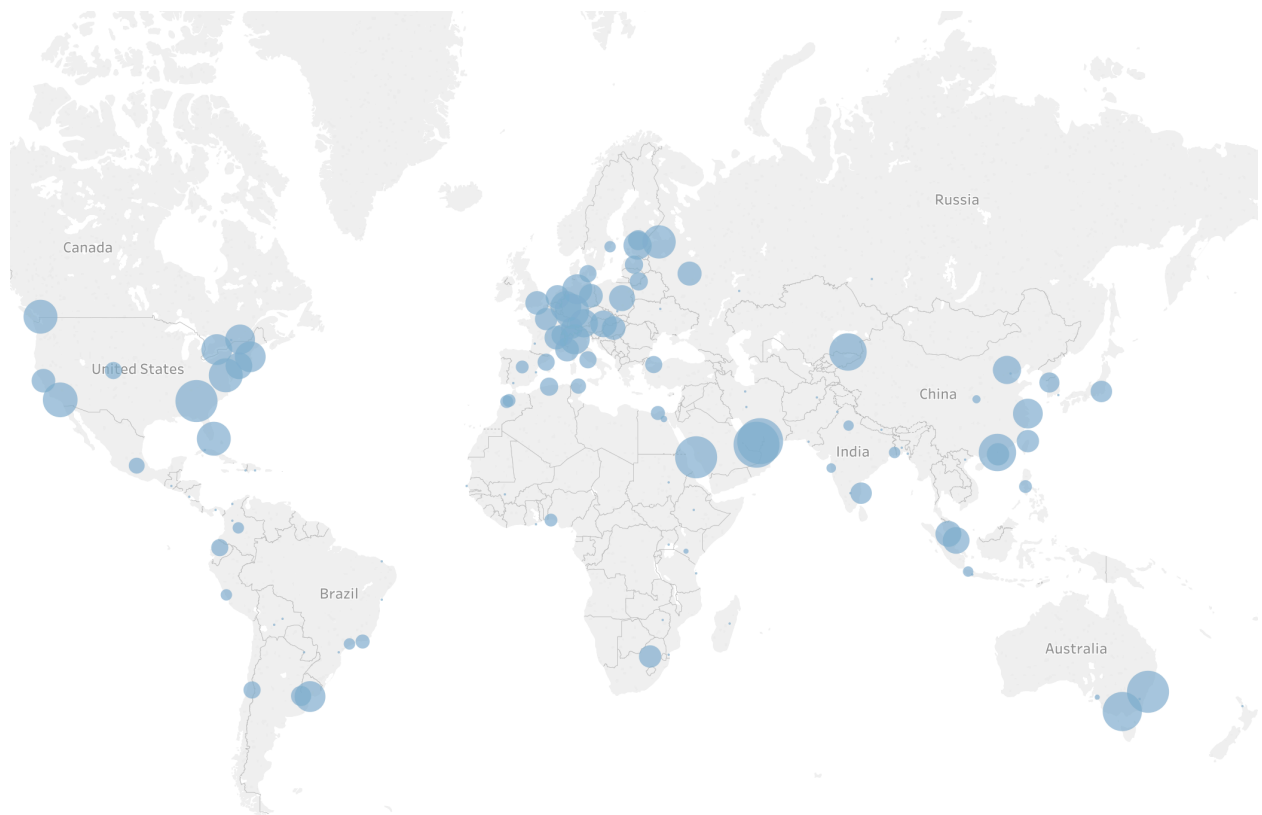 Russia
Canada
United States
China
India
Brazil
Australia